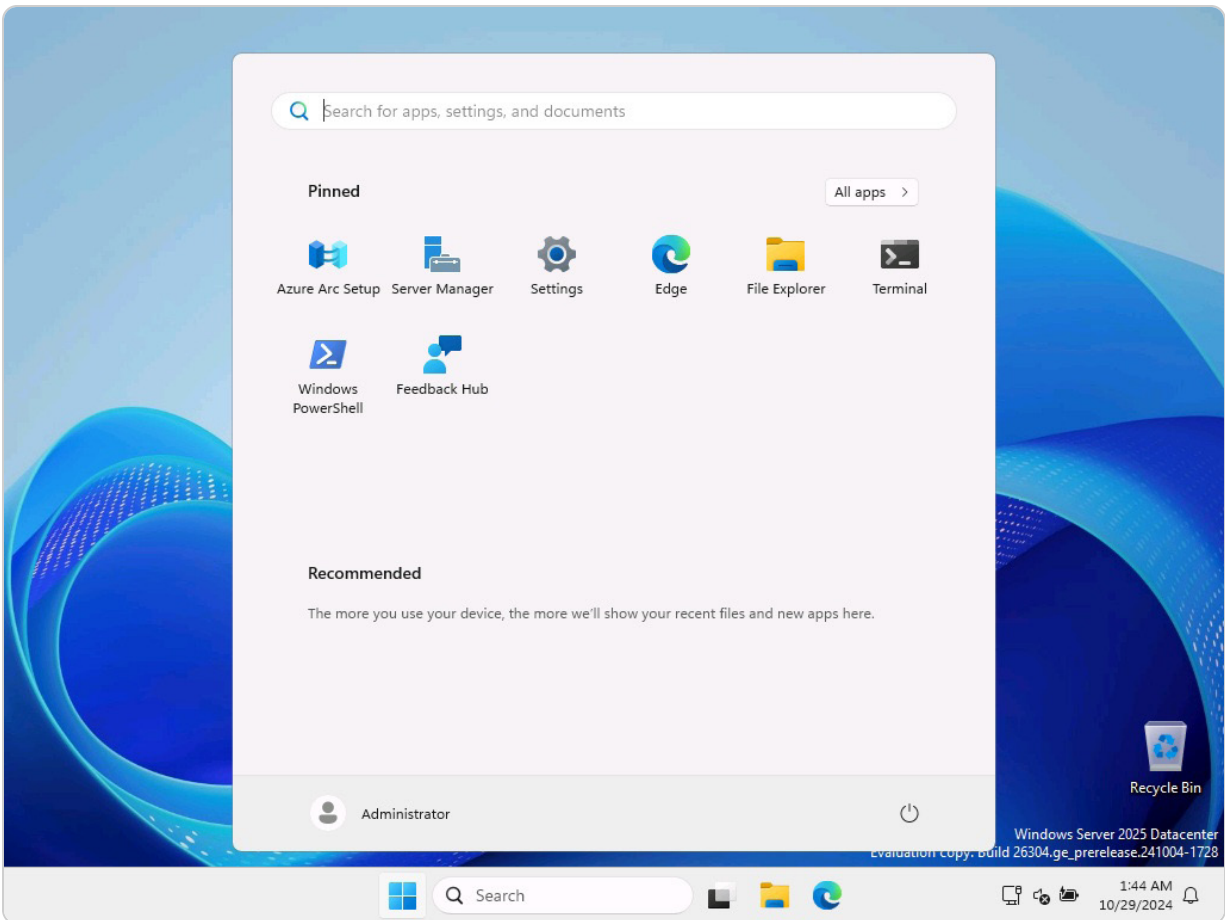 Search for apps, settings, and documents
Pinned
All apps
Azure Arc Setup
Server Manager
Settings
Edge
File Explorer
Terminal
Windows
PowerShell
Feedback Hub
Recommended
The more you use your device, the more we'll show your recent files and new apps here.
Administrator
Recycle Bin
Windows Server 2025 Datacenter
Evaluation copy. Build 26304.ge_prerelease.241004-1728
Search
1:44 AM
10/29/2024